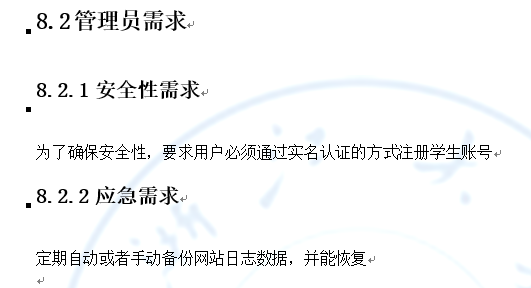 8.2管理员需求
8.2.1 安全性需求
为了确保安全性，要求用户必须通过实名认证的方式注册学生账号
8.2.2 应急需求
定期自动或者手动备份网站日志数据，并能恢复